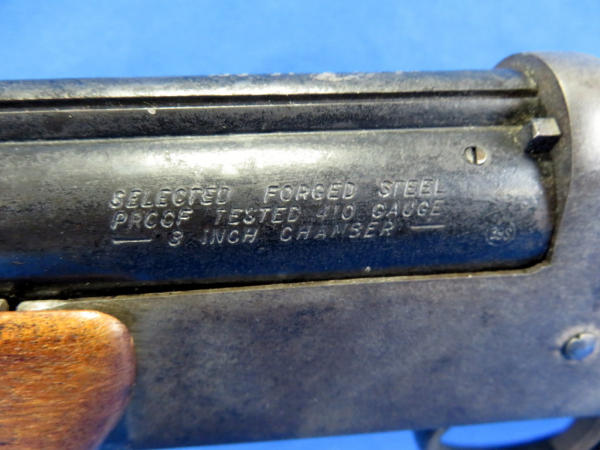 SELECTED FORGED STEEL
PROOF TESTED 410 GAUGE
— 3 INCH CHAMBER —